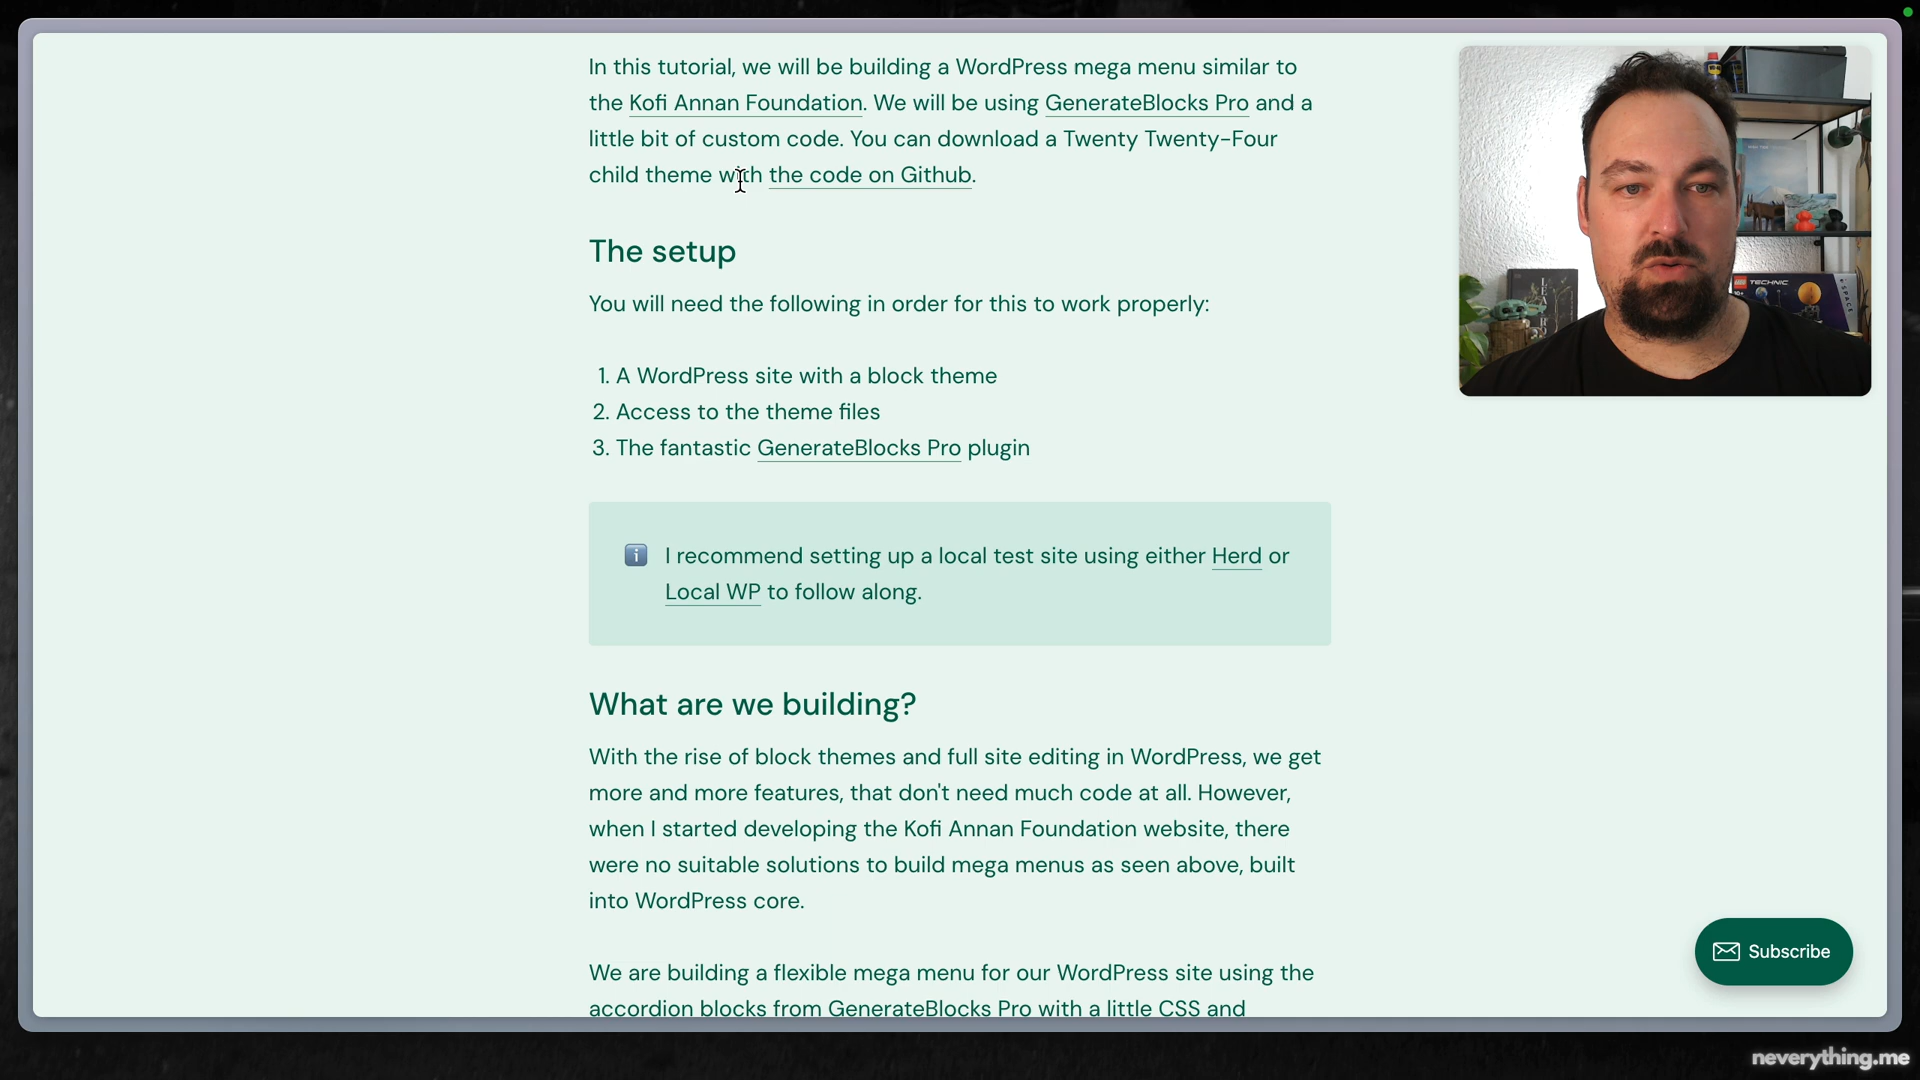 In this tutorial, we will be building a WordPress mega menu similar to
the Kofi Annan Foundation. We will be using GenerateBlocks Pro and a
little bit of custom code. You can download a Twenty Twenty-Four
child theme with the code on Github.
The setup
You will need the following in order for this to work properly:
1. A WordPress site with a block theme
2. Access to the theme files
3. The fantastic GenerateBlocks Pro plugin
I recommend setting up a local test site using either Herd or
Local WP to follow along.
What are we building?
With the rise of block themes and full site editing in WordPress, we get
more and more features, that don't need much code at all. However,
when I started developing the Kofi Annan Foundation website, there
were no suitable solutions to build mega menus as seen above, built
into WordPress core.
We are building a flexible mega menu for our WordPress site using the
accordion blocks from GenerateBlocks Pro with a little CSS and
TECHNIC
Subscribe
neverything.me